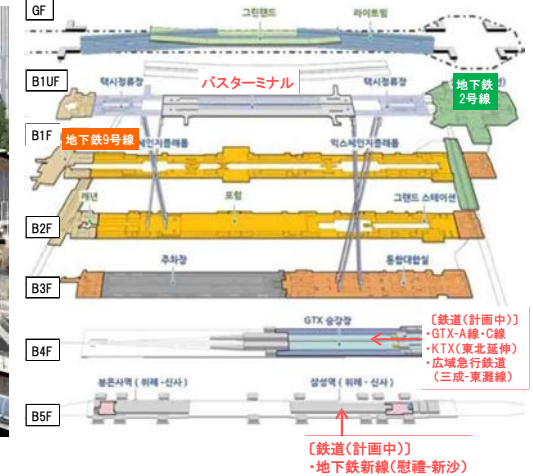 GF
그린랜드
라이트빔
B1UF
택시정류장
バスターミナル
택시정류장
地下鉄
2号線
B1F
地下鉄9号線
체인지플래폼
익스체인지플래폼
B2F
캐년
포럼
그랜드 스테이션
B3F
주차장
통합대합실
B4F
GTX 승강장
〔鉄道(計画中)〕
・GTX-A線・C線
・KTX(東北延伸)
・広域急行鉄道
(三成-東灘線)
B5F
봉은사역 ( 위례 -신사 )
삼성역 ( 위례 - 신사 )
〔鉄道(計画中)〕
・地下鉄新線(慰禮-新沙)